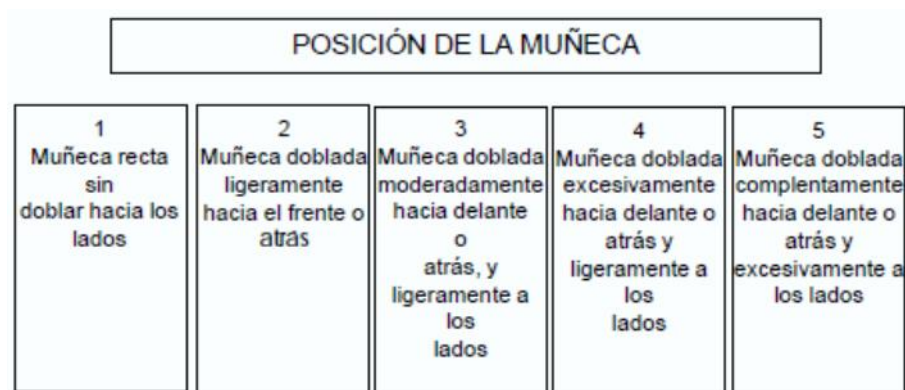 POSICIÓN DE LA MUÑECA
1
Muñeca recta
sin
doblar hacia los
lados
2
Muñeca doblada
ligeramente
hacia el frente o
atrás
3
Muñeca doblada
moderadamente
hacia delante
o
atrás, y
ligeramente a
los
lados
4
Muñeca doblada
excesivamente
hacia delante o
atrás y
ligeramente a
los
lados
5
Muñeca doblada
complentamente
hacia delante o
atrás y
excesivamente a
los lados